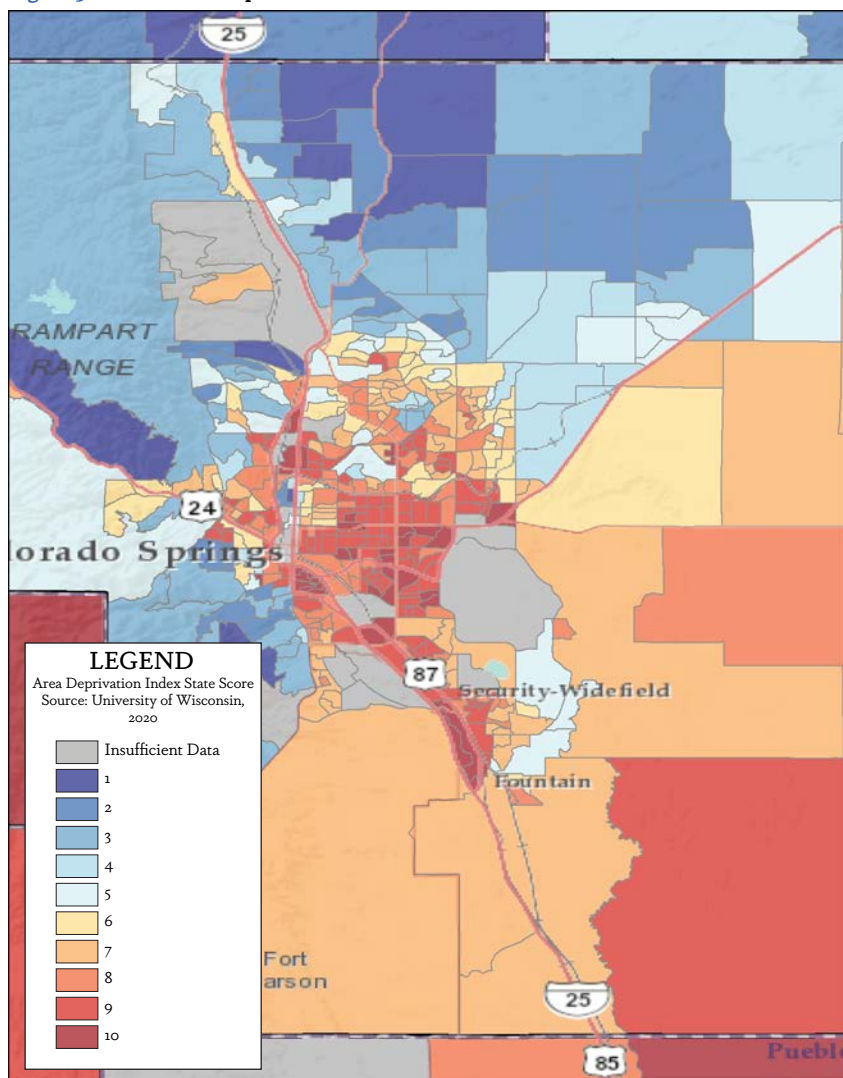 25
RAMPART
RANGE
24
lorado Springs
LEGEND
Area Deprivation Index State Score
Source: University of Wisconsin,
2020
Insufficient Data
1
2
3
4
5
6
7
8
9
10
87
Security-Widefield
Fountain
Fort
arson
25
85
Pueblo